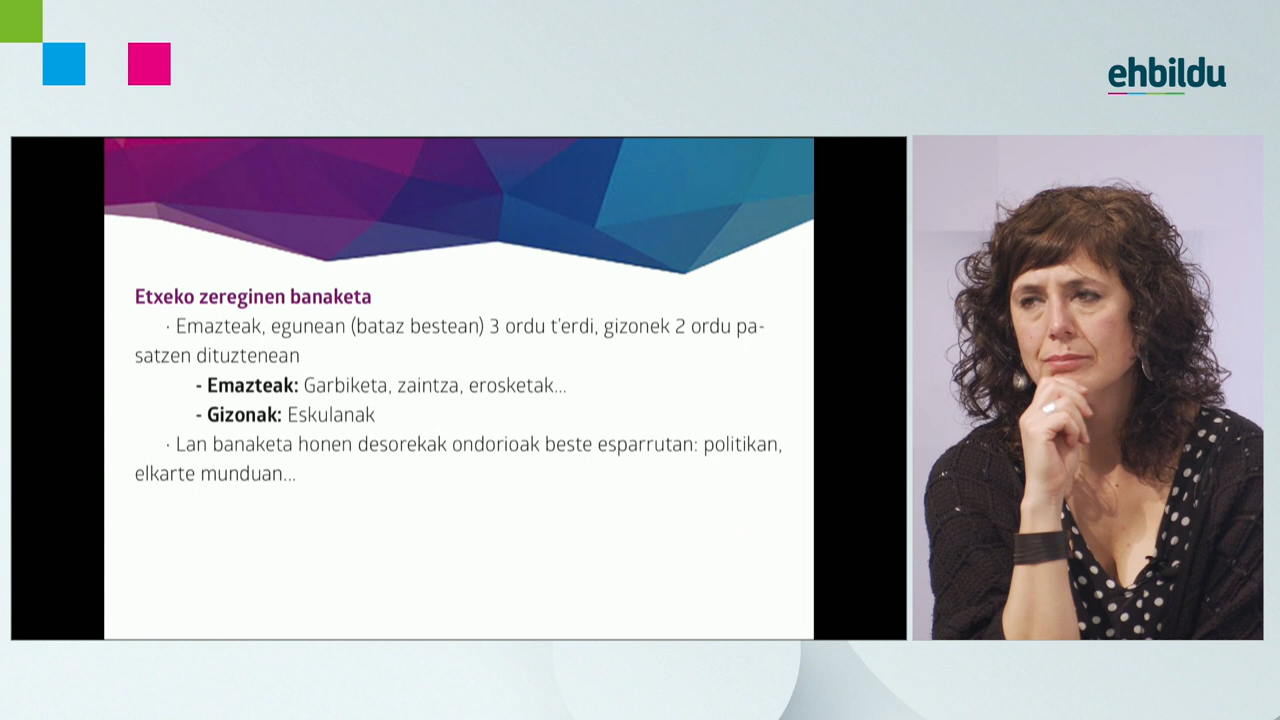 ehbildu
Etxeko zereginen banaketa
· Emazteak, egunean (bataz bestean) 3 ordu t'erdi, gizonek 2 ordu pa-
satzen dituztenean
- Emazteak: Garbiketa, zaintza, erosketak...
- Gizonak: Eskulanak
· Lan banaketa honen desorekak ondorioak beste esparrutan: politikan,
elkarte munduan...